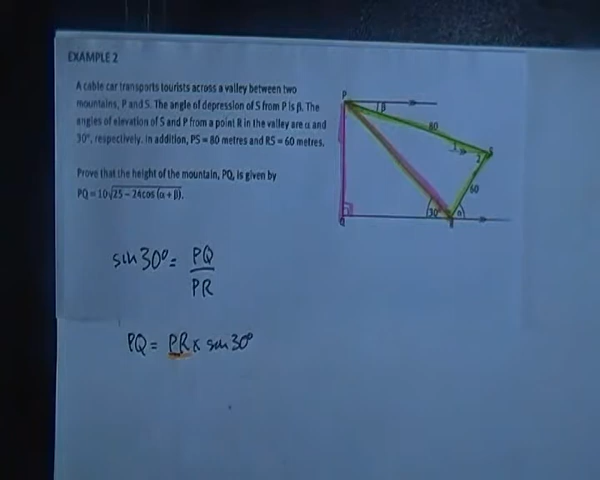 EXAMPLE 2
A cable car transports tourists across a valley between two
mountains, P and S. The angle of depression of S from P is β. The
angles of elevation of S and P from a point R in the valley are α and
30°, respectively. In addition, PS = 80 metres and RS = 60 metres.
Prove that the height of the mountain, PQ, is given by
PQ = 10√25 – 24cos (α + β).
P
β
80
S
1
2
60
30°
α
Q
R
sin 30° = PQ
PR
PQ = PR x sin 30°